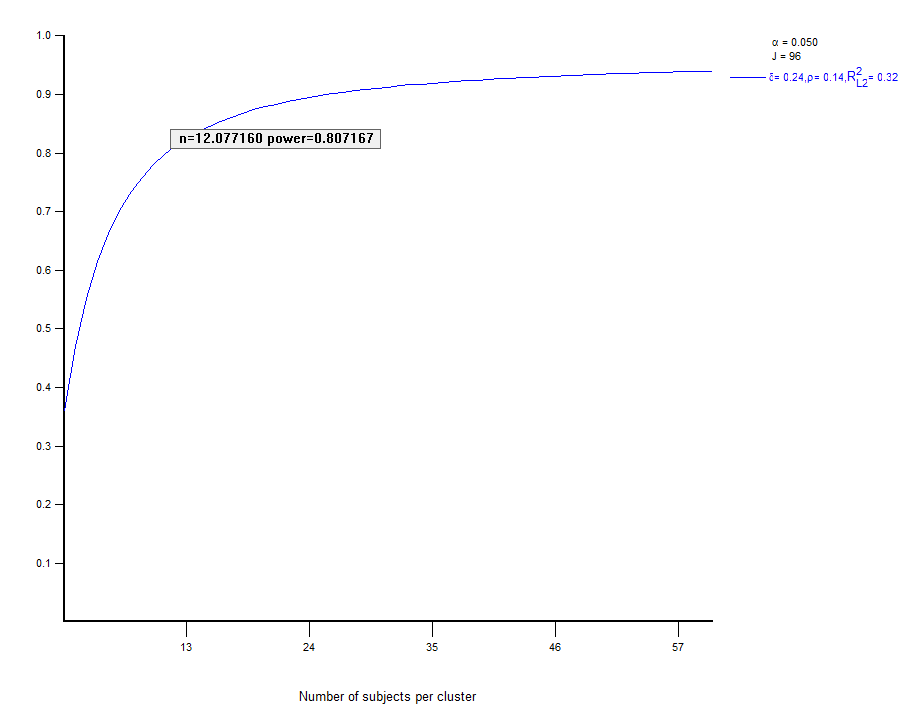 1.0
0.9
0.8
0.7
0.6
0.5
0.4
0.3
0.2
0.1
n=12.077160 power=0.807167
α = 0.050
J = 96
δ= 0.24,ρ= 0.14,R²L2= 0.32
13 24 35 46 57
Number of subjects per cluster